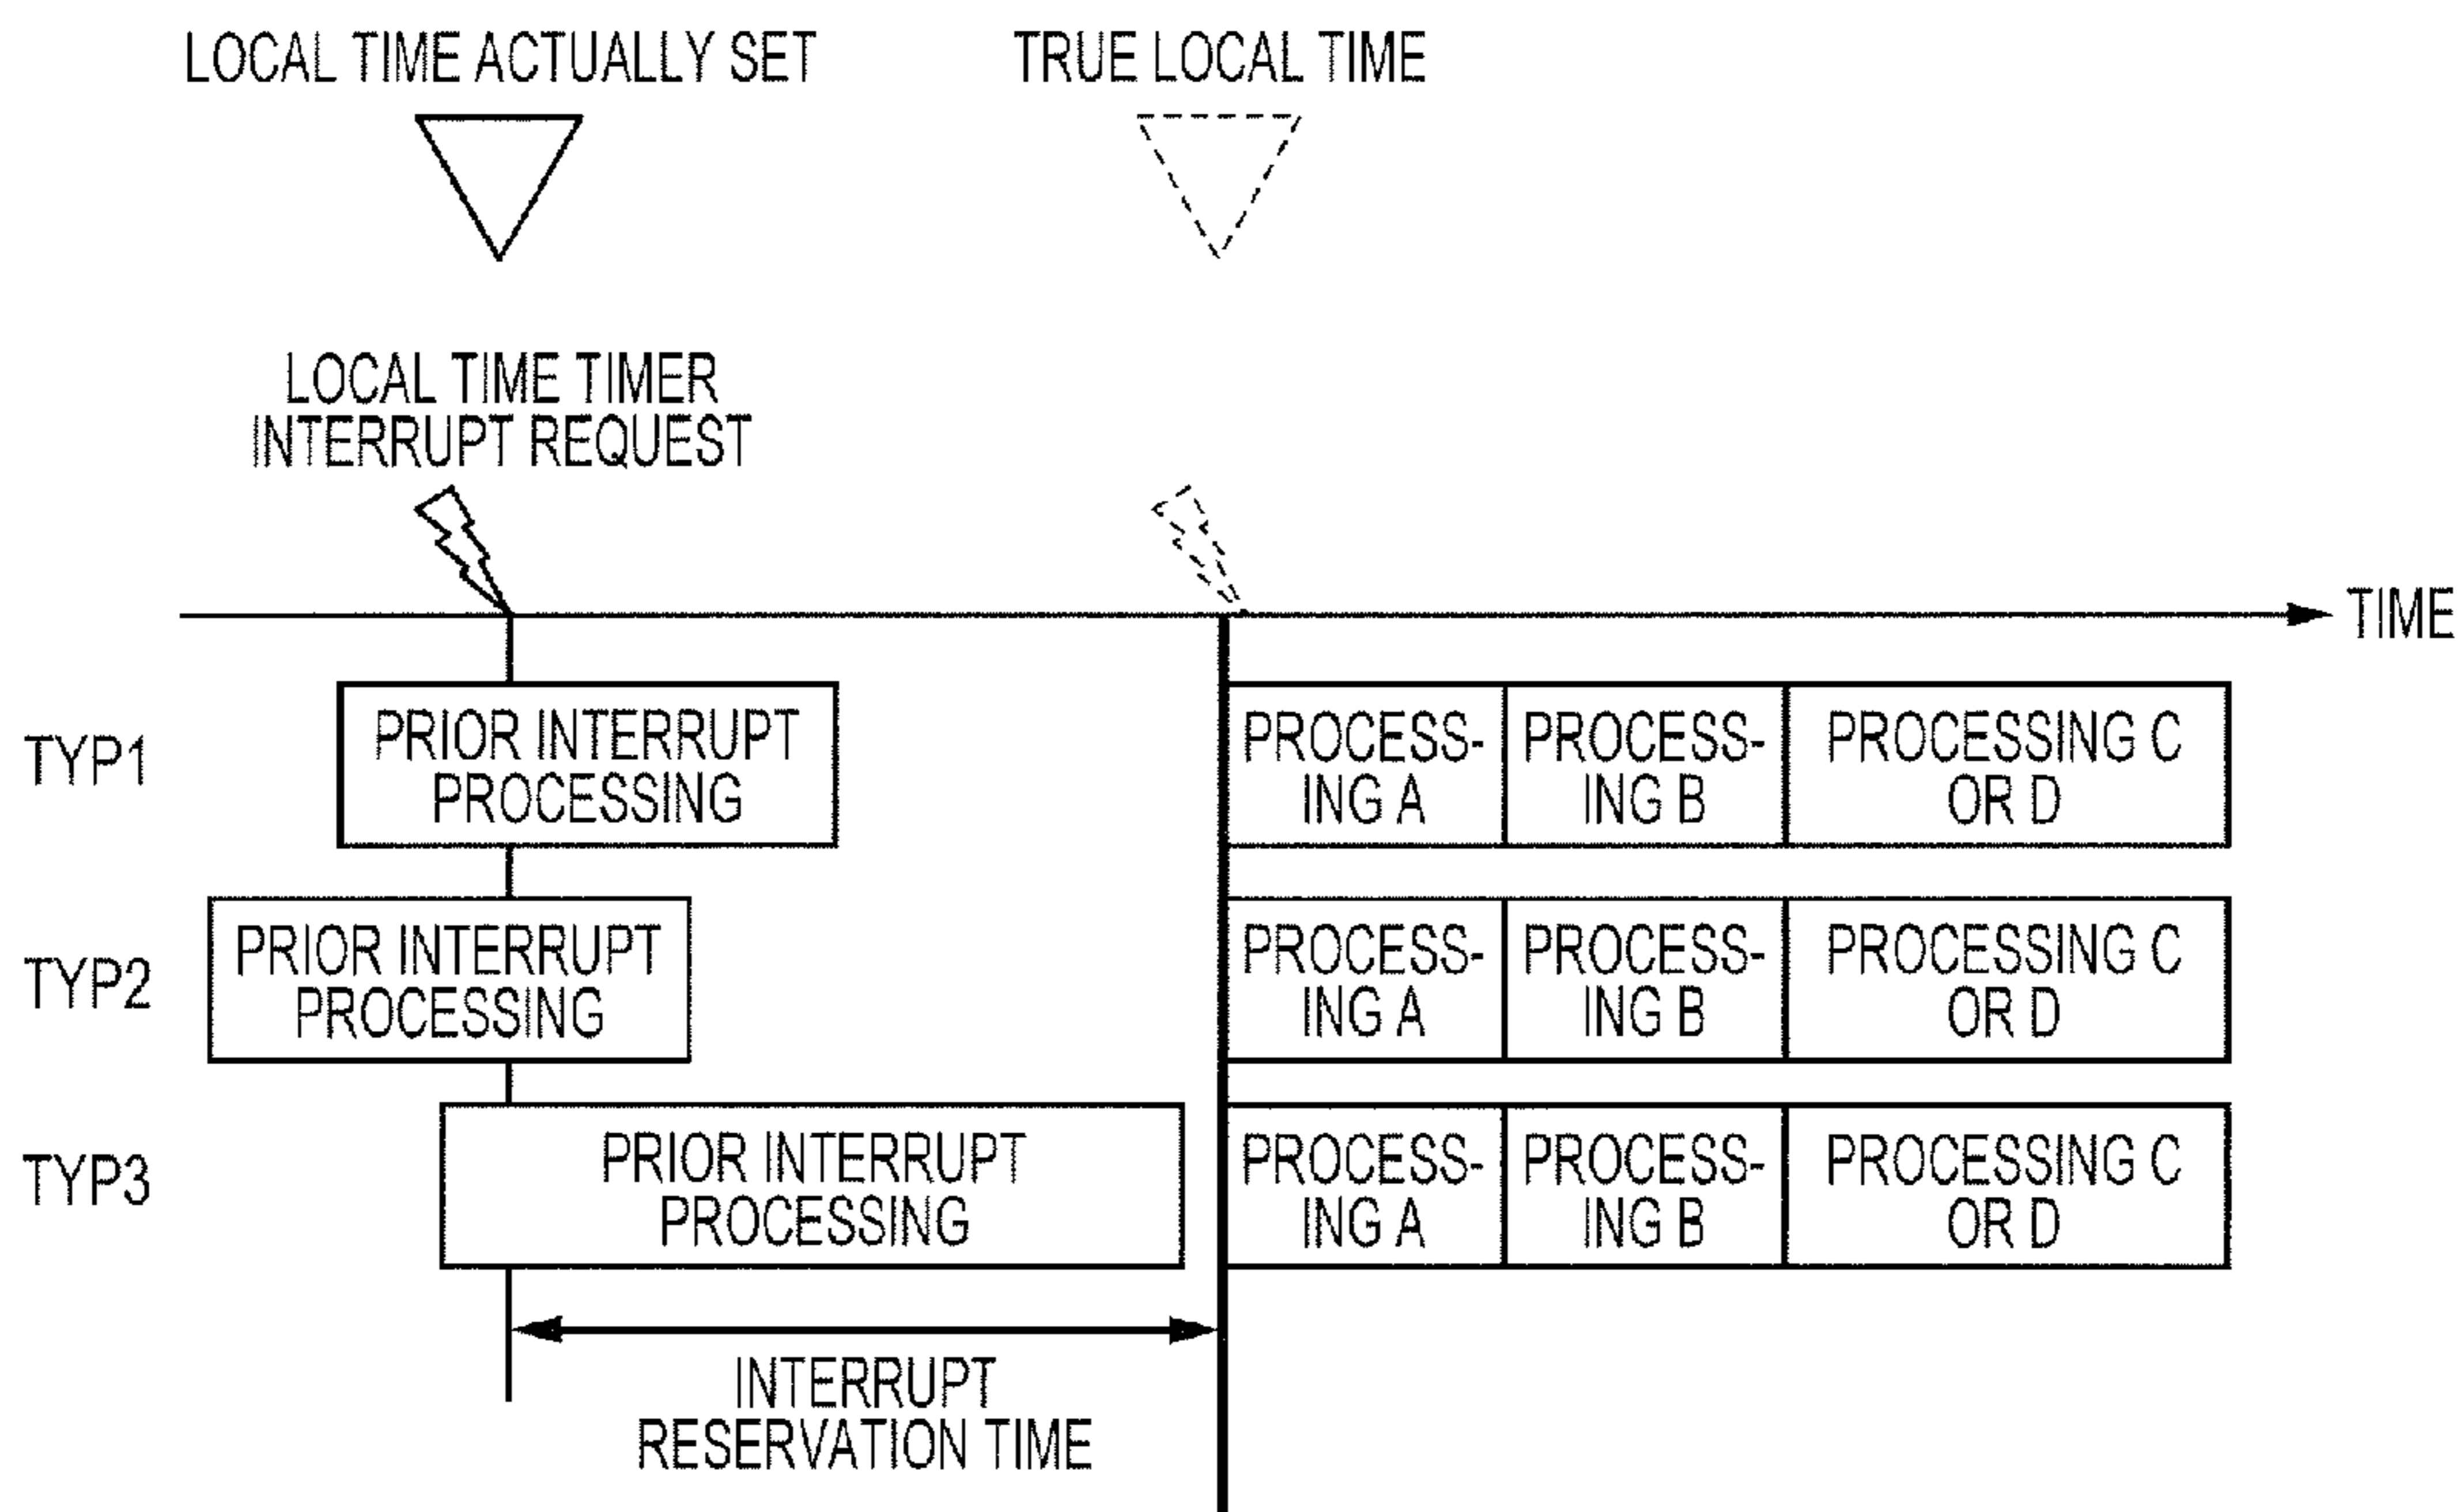 LOCAL TIME ACTUALLY SET
TRUE LOCAL TIME
LOCAL TIME TIMER
INTERRUPT REQUEST
TIME
TYP1
PRIOR INTERRUPT
PROCESSING
PROCESS-
ING A
PROCESS-
ING B
PROCESSING C
OR D
TYP2
PRIOR INTERRUPT
PROCESSING
PROCESS-
ING A
PROCESS-
ING B
PROCESSING C
OR D
TYP3
PRIOR INTERRUPT
PROCESSING
PROCESS-
ING A
PROCESS-
ING B
PROCESSING C
OR D
INTERRUPT
RESERVATION TIME